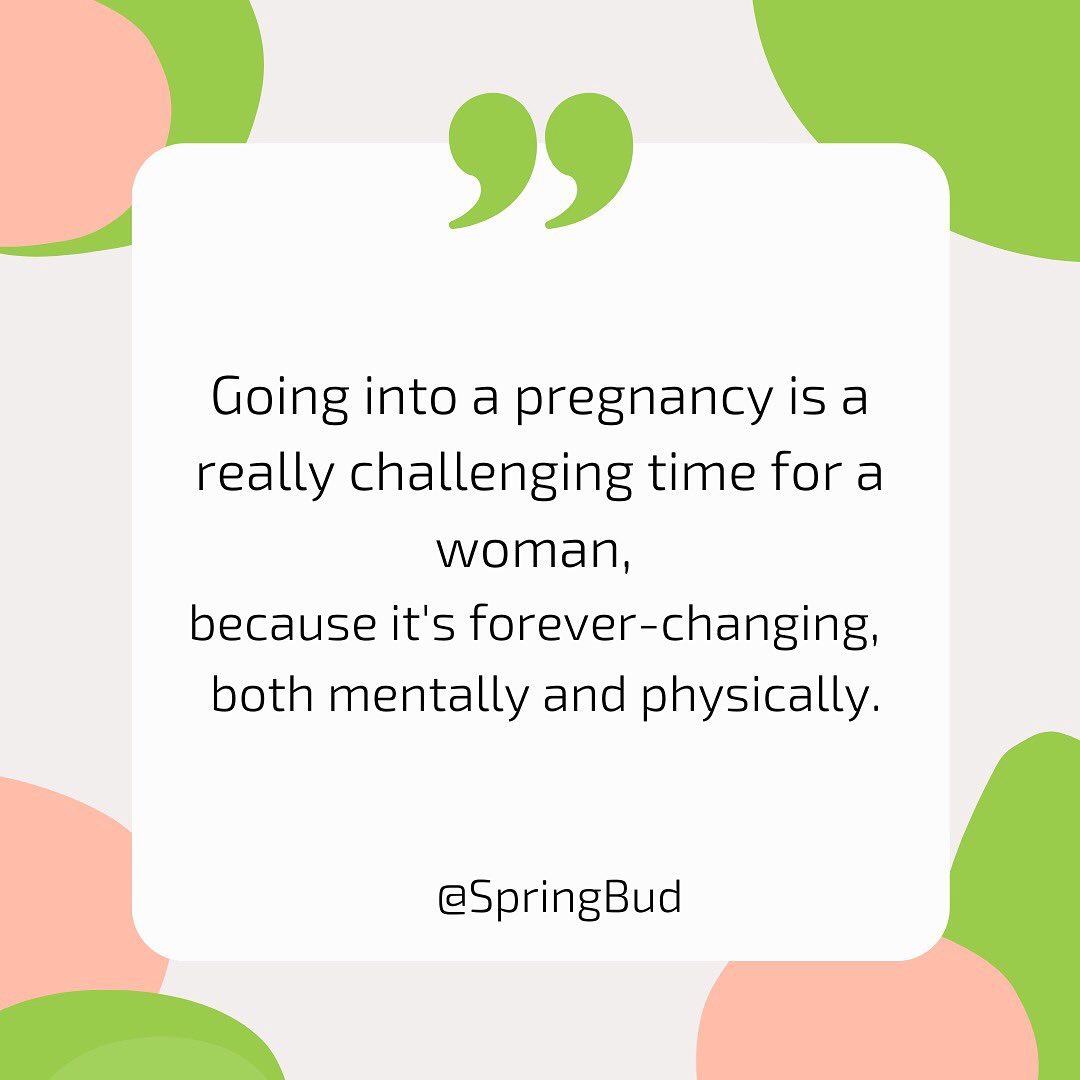 Going into a pregnancy is a
really challenging time for a
woman,
because it's forever-changing,
both mentally and physically.
@SpringBud